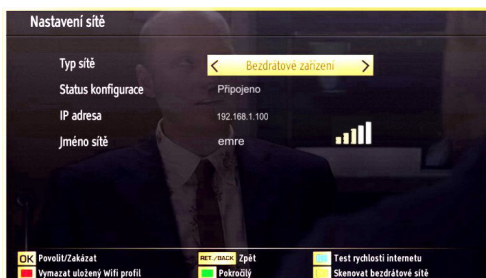 Nastavení sítě
Typ sítě
Bezdrátové zařízení
Status konfigurace
Připojeno
IP adresa
192.168.1.100
Jméno sítě
emre
OK Povolit/Zakázat
RET./BACK Zpět
Test rychlosti internetu
Vymazat uložený Wifi profil
Pokročilý
Skenovat bezdrátové sítě